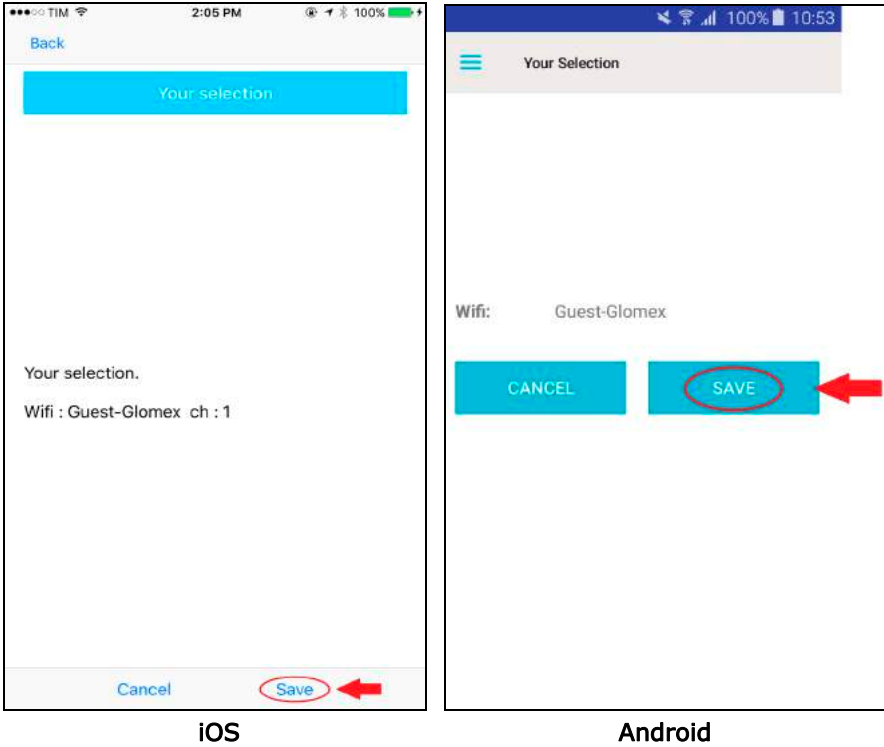 TIM 2:05 PM 100%
Back
Your selection
Your selection.
Wifi : Guest-Glomex ch : 1
Cancel Save
iOS
100% 10:53
Your Selection
Wifi: Guest-Glomex
CANCEL SAVE
Android